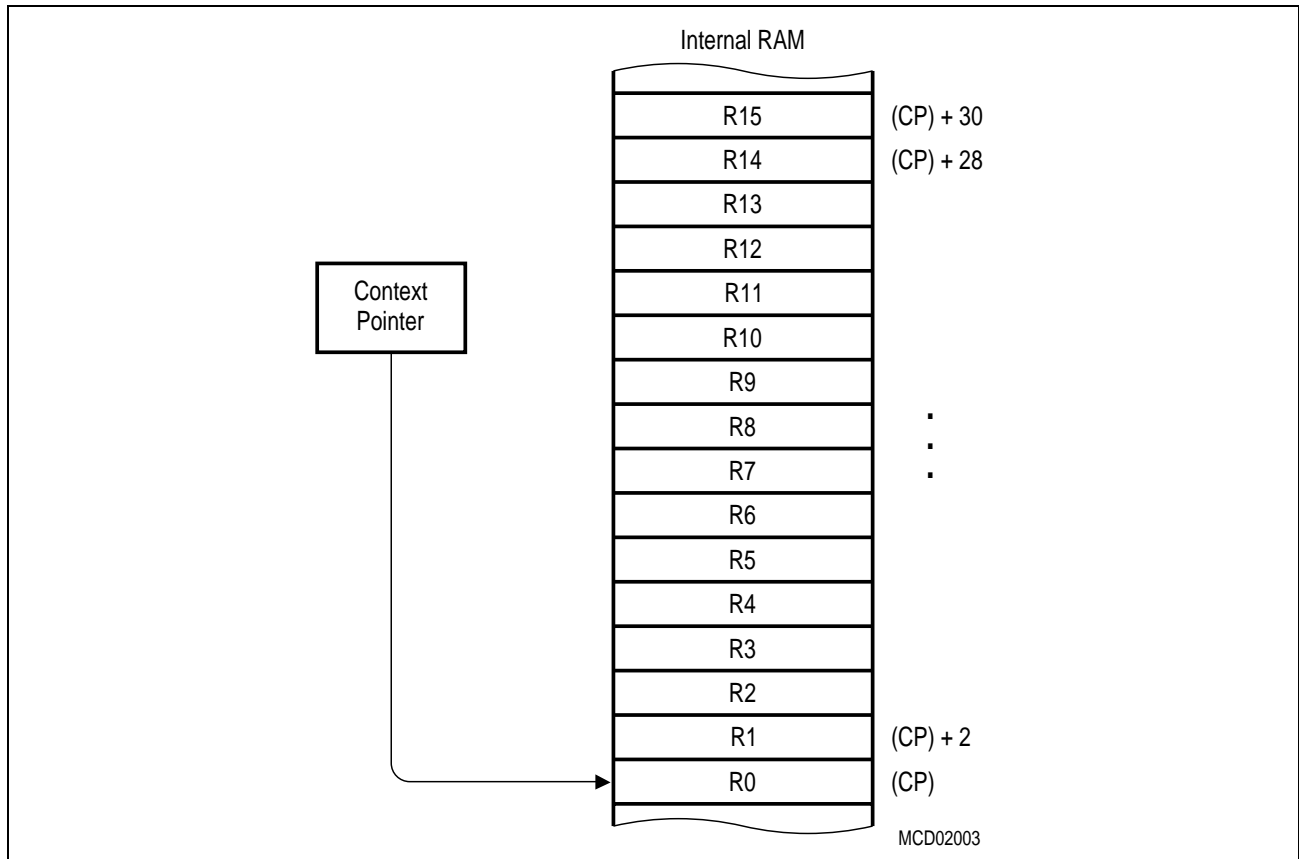 Internal RAM
R15 (CP) + 30
R14 (CP) + 28
R13
R12
R11
R10
R9
R8
R7
R6
R5
R4
R3
R2
R1 (CP) + 2
R0 (CP)
Context
Pointer
.
.
.
MCD02003